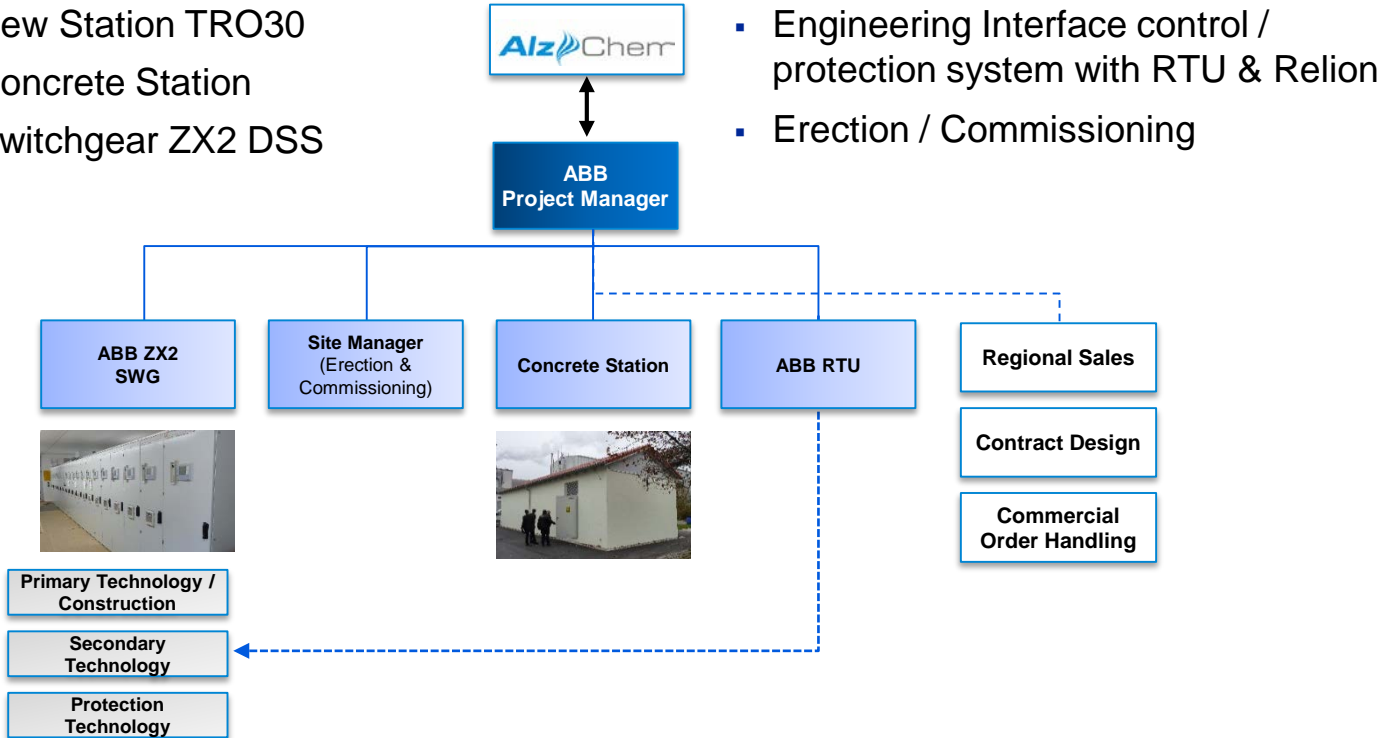 ew Station TRO30
oncrete Station
witchgear ZX2 DSS
AlzChem
Engineering Interface control /
protection system with RTU & Relion
Erection / Commissioning
ABB
Project Manager
ABB ZX2
SWG
Site Manager
(Erection &
Commissioning)
Concrete Station
ABB RTU
Regional Sales
Contract Design
Commercial
Order Handling
Primary Technology /
Construction
Secondary
Technology
Protection
Technology